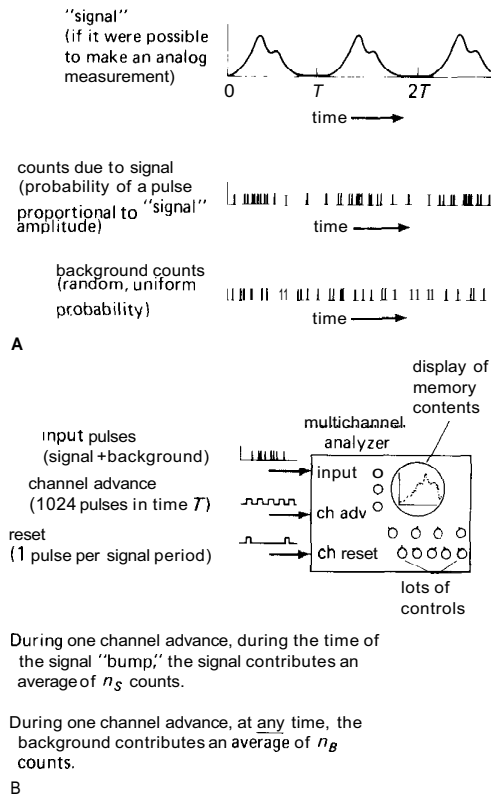 "signal"
(if it were possible
to make an analog
measurement)
0 T 2T
time
counts due to signal
(probability of a pulse
proportional to "signal"
amplitude)
time
background counts
(random, uniform
probability)
time
A
display of
memory
contents
multichannel
analyzer
input pulses
(signal + background)
input
channel advance
(1024 pulses in time T)
ch adv
reset
(1 pulse per signal period)
ch reset
lots of
controls
During one channel advance, during the time of
the signal "bump," the signal contributes an
average of nS counts.
During one channel advance, at any time, the
background contributes an average of nB
counts.
B